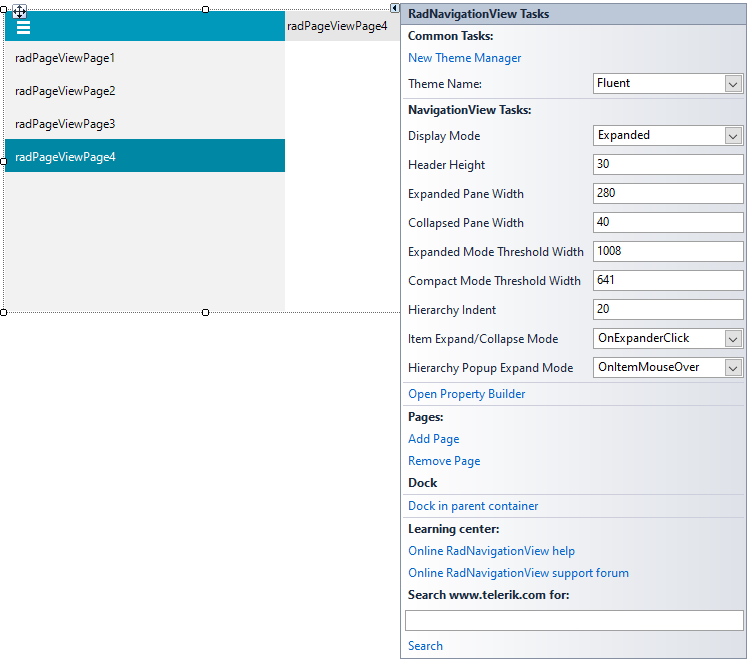 radPageViewPage4
radPageViewPage1
radPageViewPage2
radPageViewPage3
radPageViewPage4
RadNavigationView Tasks
Common Tasks:
New Theme Manager
Theme Name: Fluent
NavigationView Tasks:
Display Mode Expanded
Header Height 30
Expanded Pane Width 280
Collapsed Pane Width 40
Expanded Mode Threshold Width 1008
Compact Mode Threshold Width 641
Hierarchy Indent 20
Item Expand/Collapse Mode OnExpanderClick
Hierarchy Popup Expand Mode OnItemMouseOver
Open Property Builder
Pages:
Add Page
Remove Page
Dock
Dock in parent container
Learning center:
Online RadNavigationView help
Online RadNavigationView support forum
Search www.telerik.com for:
Search